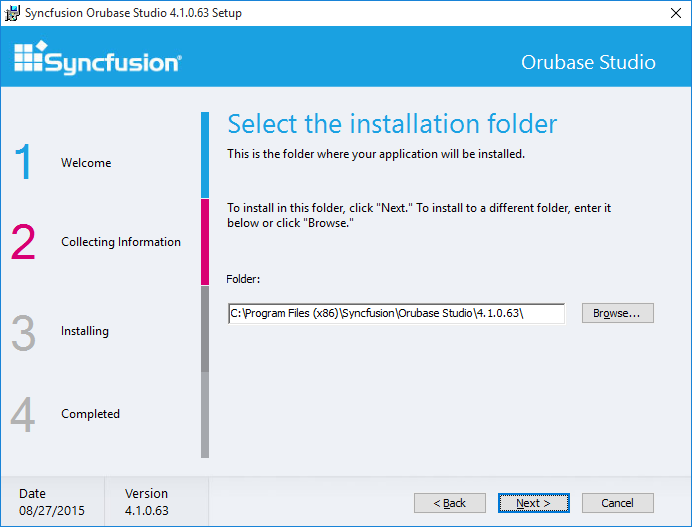 Syncfusion Orubase Studio 4.1.0.63 Setup
Syncfusion®
Orubase Studio
Select the installation folder
This is the folder where your application will be installed.
1
Welcome
To install in this folder, click "Next." To install to a different folder, enter it
below or click "Browse."
2
Collecting Information
Folder:
C:\Program Files (x86)\Syncfusion\Orubase Studio\4.1.0.63\
Browse...
3
Installing
4
Completed
Date
08/27/2015
Version
4.1.0.63
< Back
Next >
Cancel